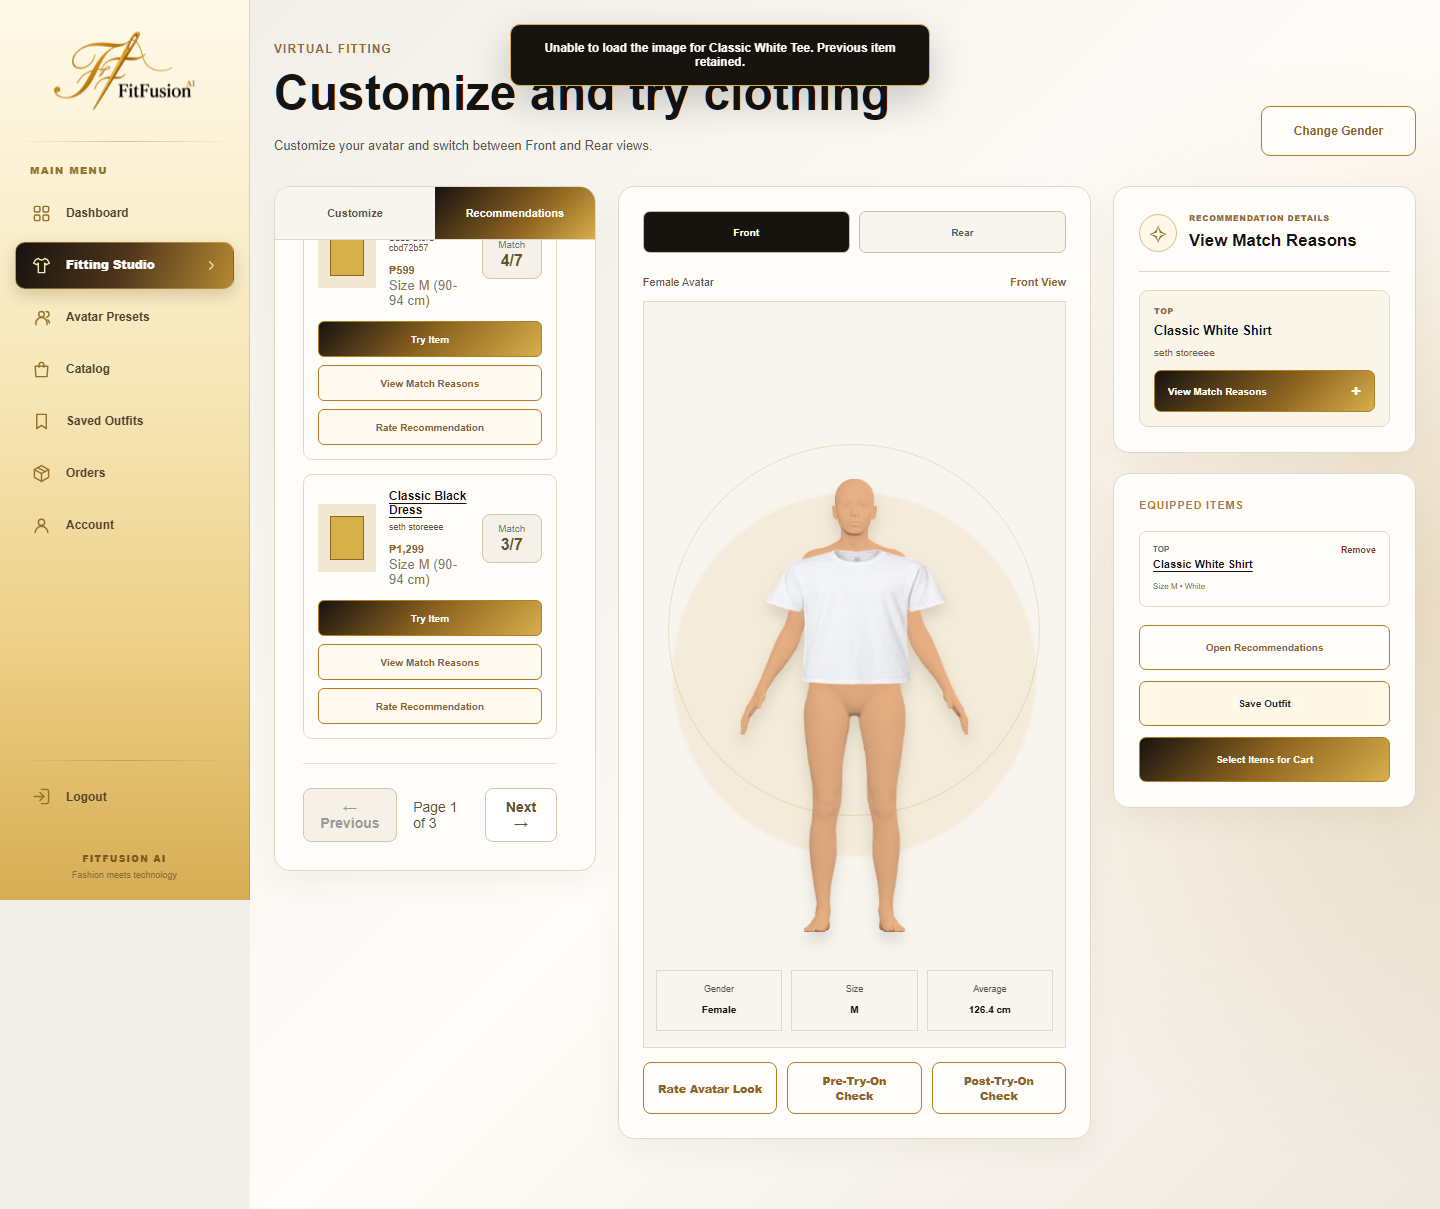 FitFusion AI
MAIN MENU
Dashboard
Fitting Studio
Avatar Presets
Catalog
Saved Outfits
Orders
Account
Logout
FITFUSION AI
Fashion meets technology
Unable to load the image for Classic White Tee. Previous item
retained.
VIRTUAL FITTING
Customize and try clothing
Customize your avatar and switch between Front and Rear views.
Change Gender
Customize
Recommendations
cbd72b57
₱599
Size M (90-
94 cm)
Match
4/7
Try Item
View Match Reasons
Rate Recommendation
Classic Black
Dress
seth storeeee
₱1,299
Size M (90-
94 cm)
Match
3/7
Try Item
View Match Reasons
Rate Recommendation
←
Previous
Page 1
of 3
Next
→
Front
Rear
Female Avatar
Front View
Gender
Female
Size
M
Average
126.4 cm
Rate Avatar Look
Pre-Try-On
Check
Post-Try-On
Check
RECOMMENDATION DETAILS
View Match Reasons
TOP
Classic White Shirt
seth storeeee
View Match Reasons +
EQUIPPED ITEMS
TOP
Remove
Classic White Shirt
Size M • White
Open Recommendations
Save Outfit
Select Items for Cart